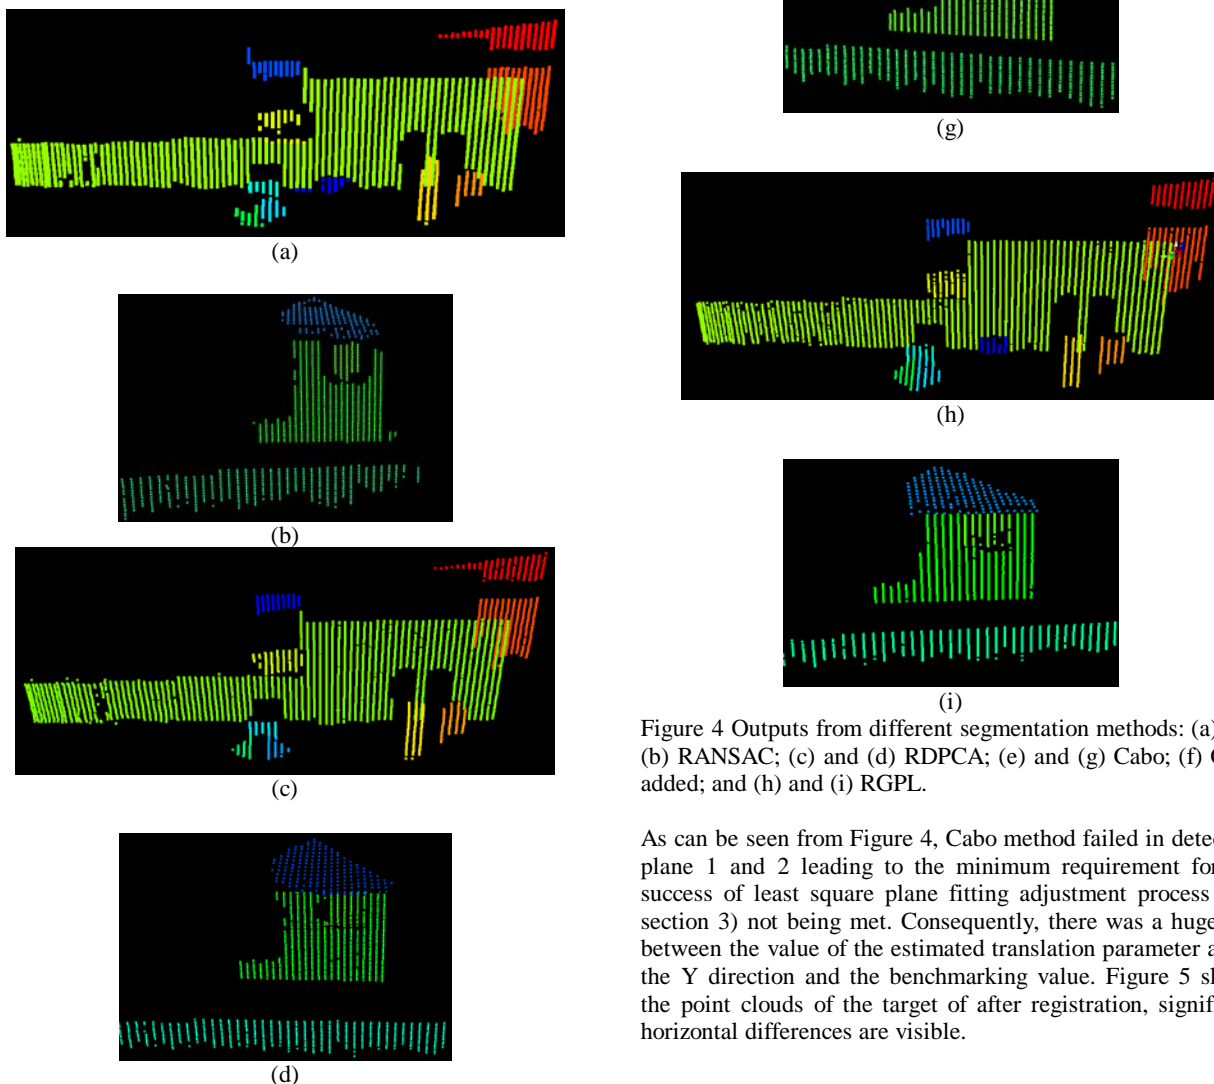 (a)
(b)
(c)
(d)
(g)
(h)
(i)
Figure 4 Outputs from different segmentation methods: (a)
(b) RANSAC; (c) and (d) RDPCA; (e) and (g) Cabo; (f)
added; and (h) and (i) RGPL.
As can be seen from Figure 4, Cabo method failed in
plane 1 and 2 leading to the minimum requirement for
success of least square plane fitting adjustment process
section 3) not being met. Consequently, there was a huge
between the value of the estimated translation parameter
the Y direction and the benchmarking value. Figure 5
the point clouds of the target of after registration,
horizontal differences are visible.